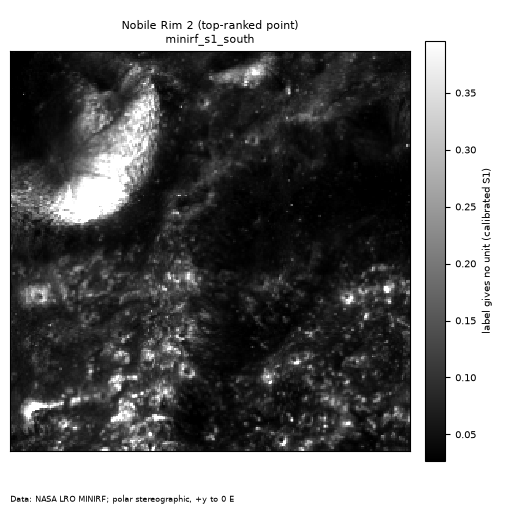 Nobile Rim 2 (top-ranked point)
minirf_s1_south
0.35
0.30
0.25
0.20
0.15
0.10
0.05
label gives no unit (calibrated S1)
Data: NASA LRO MINIRF; polar stereographic, +y to 0 E